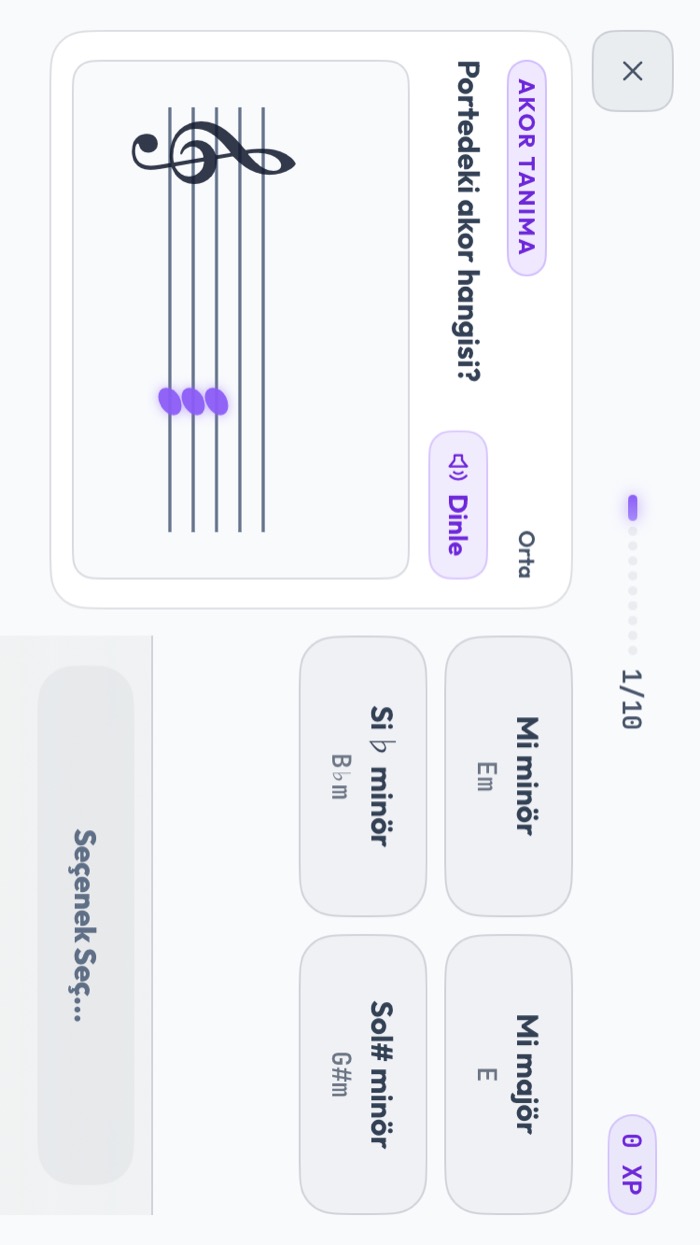 1/10
0 XP
AKOR TANIMA
Orta
Portedeki akor hangisi?
Dinle
Mi minör
Em
Mi majör
E
Si ♭ minör
B♭m
Sol# minör
G#m
Seçenek Seç...